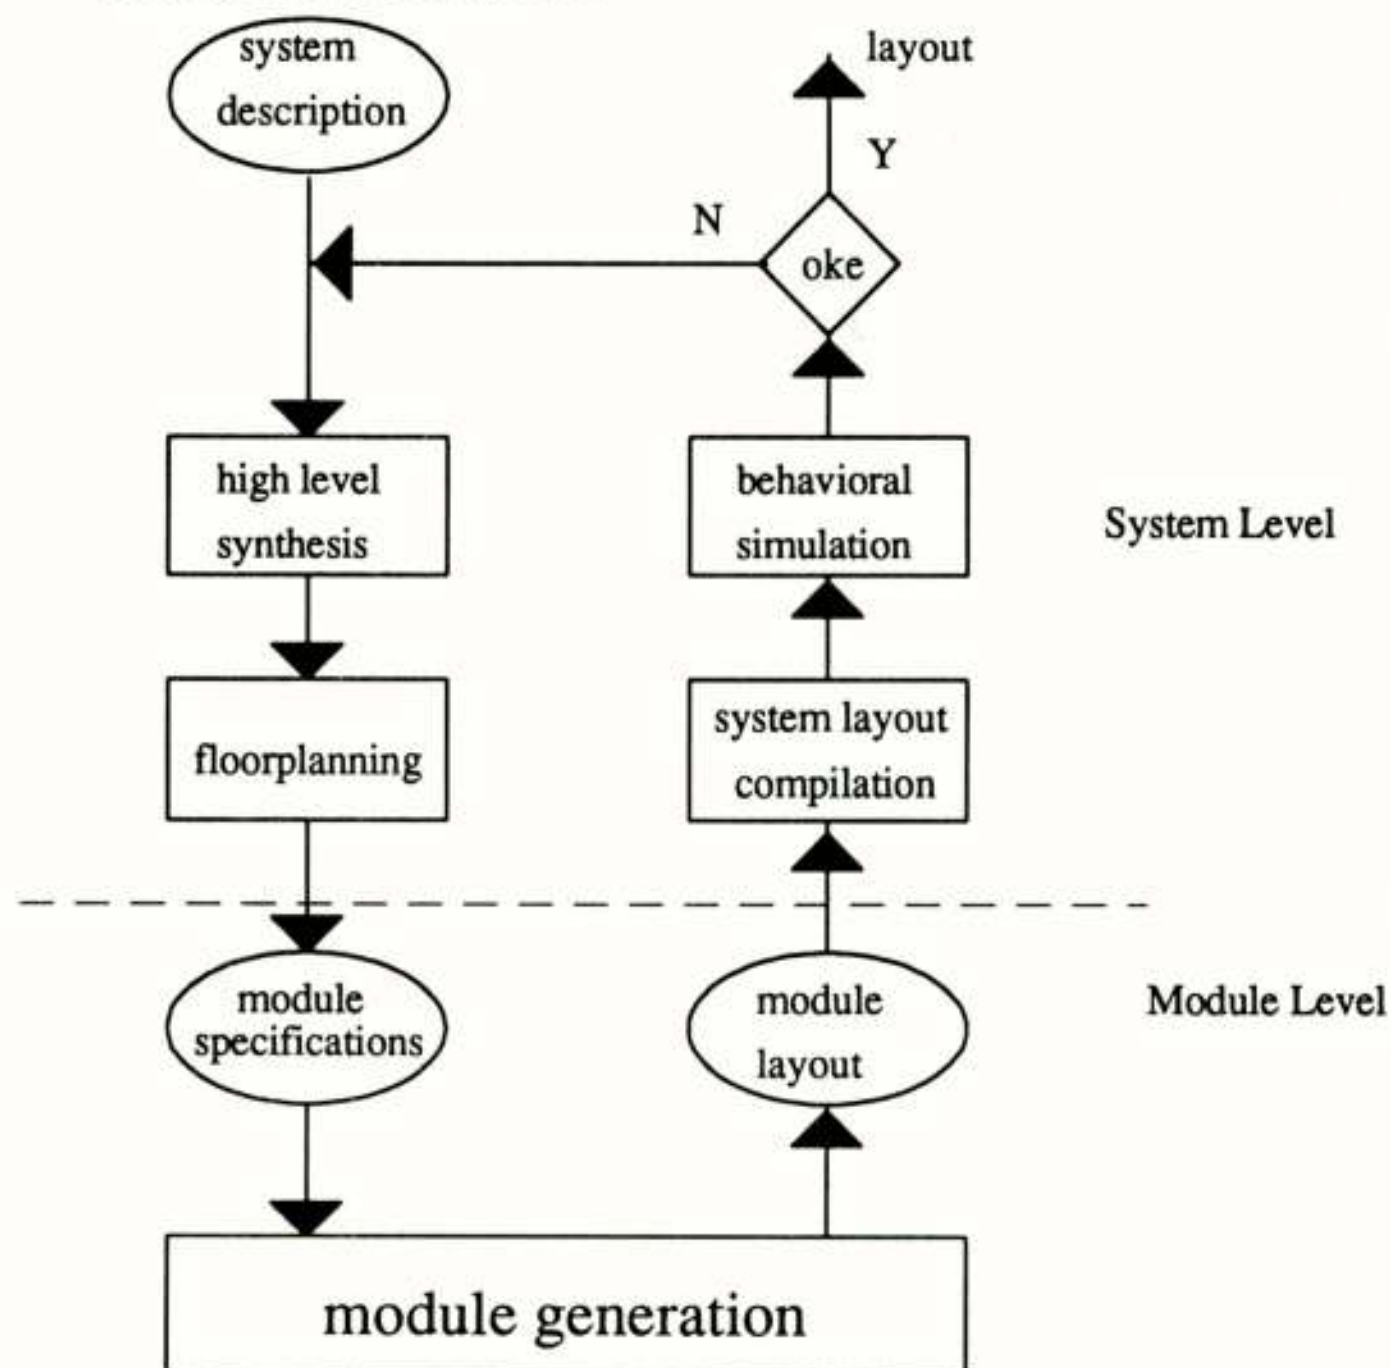 system
description
layout
Y
N
oke
high level
synthesis
behavioral
simulation
System Level
floorplanning
system layout
compilation
module
specifications
module
layout
Module Level
module generation